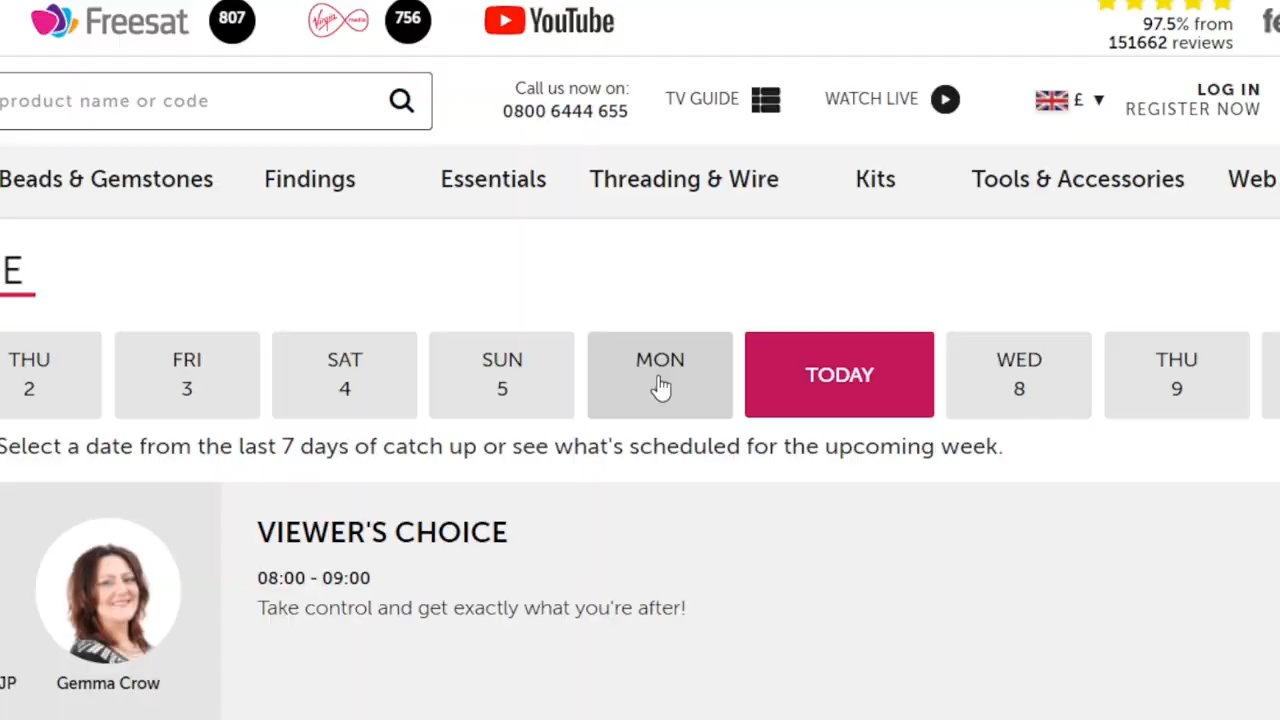 Freesat 807 Virgin media 756 YouTube
97.5% from
151662 reviews
product name or code
Call us now on:
0800 6444 655
TV GUIDE
WATCH LIVE
£
LOG IN
REGISTER NOW
Beads & Gemstones Findings Essentials Threading & Wire Kits Tools & Accessories Web
E
THU
2
FRI
3
SAT
4
SUN
5
MON
TODAY
WED
8
THU
9
Select a date from the last 7 days of catch up or see what's scheduled for the upcoming week.
VIEWER'S CHOICE
08:00 - 09:00
Take control and get exactly what you're after!
JP
Gemma Crow